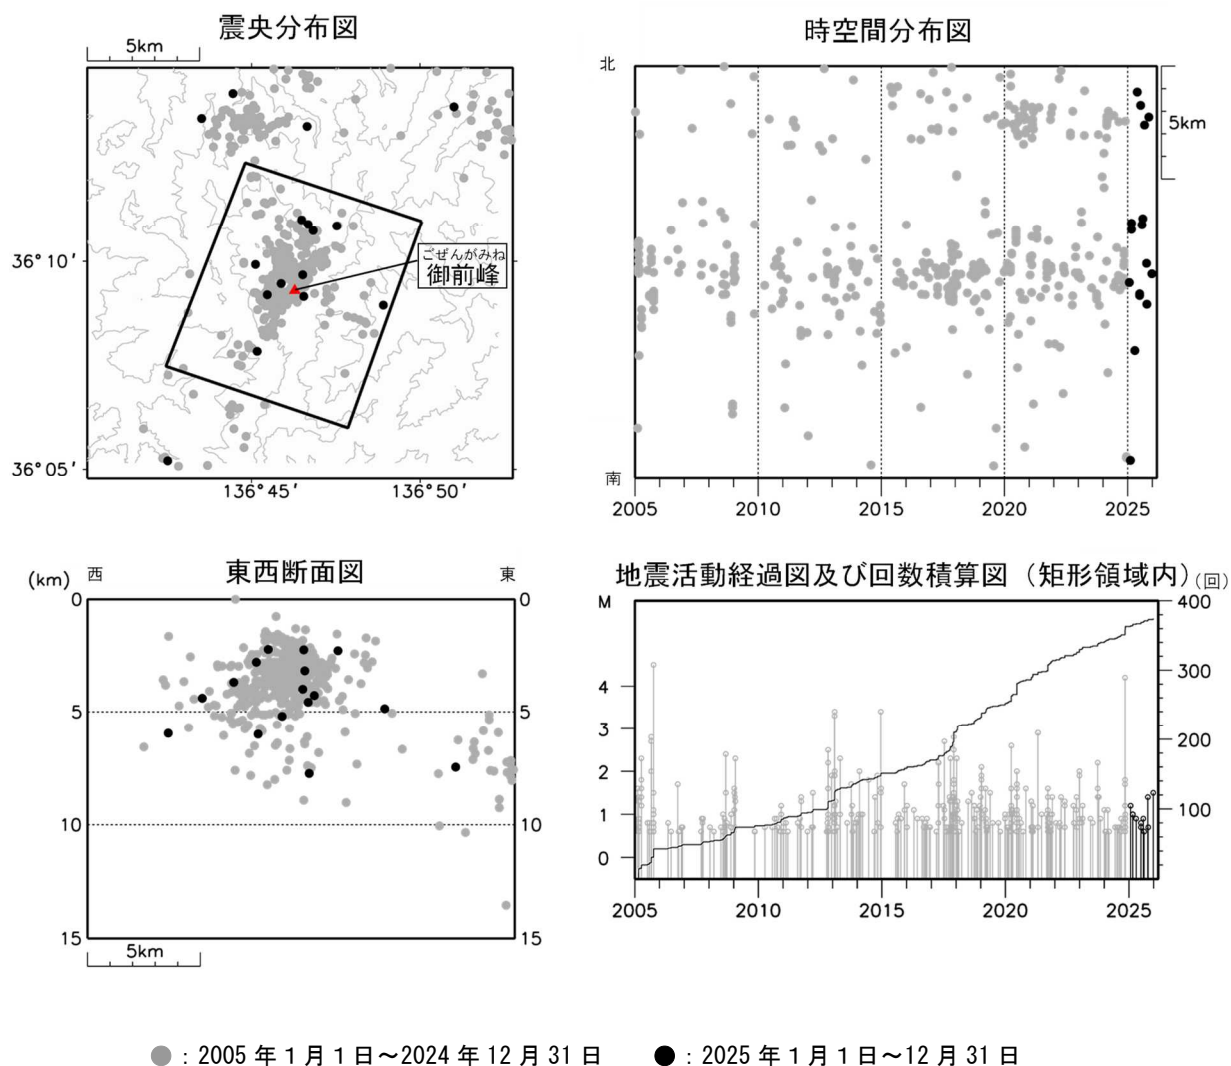 震央分布図
5km
36°10′
36°05′
136°45′
136°50′
ごぜんがみね
御前峰
時空間分布図
北
南
5km
2005
2010
2015
2020
2025
東西断面図
(km)
西
東
0
0
5
5
10
10
15
15
5km
地震活動経過図及び回数積算図（矩形領域内）
(回)
M
400
4
300
3
200
2
1
100
0
2005
2010
2015
2020
2025
：2005 年 1 月 1 日～2024 年 12 月 31 日
：2025 年 1 月 1 日～12 月 31 日